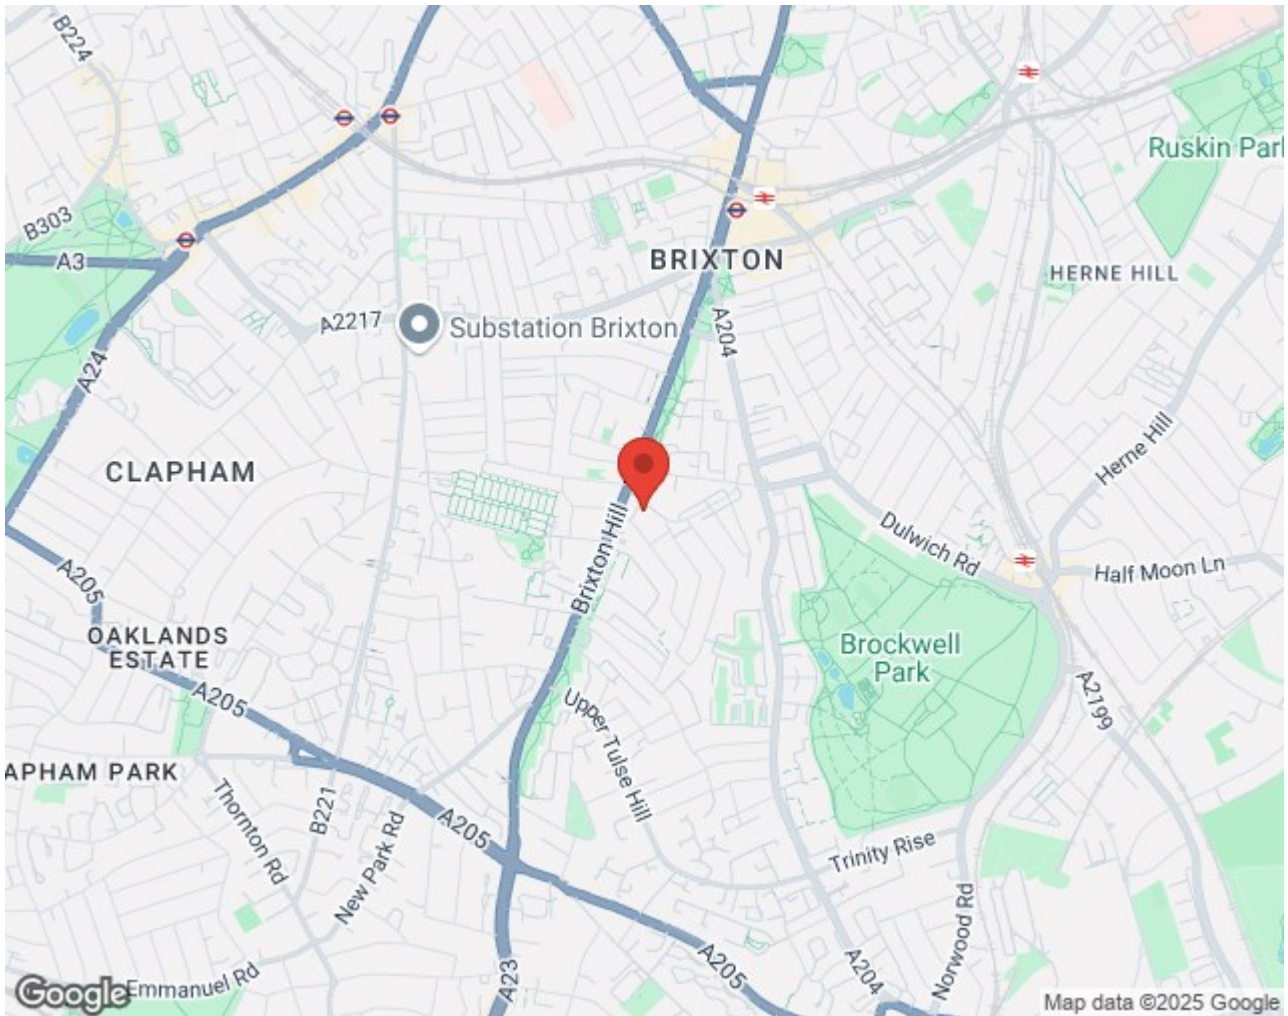 B224
Ruskin Par
B303
A3
BRIXTON
HERNE HILL
A2217
Substation Brixton
A204
A24
Herne Hill
CLAPHAM
Brixton Hill
Dulwich Rd
Half Moon Ln
A205
OAKLANDS
ESTATE
Brockwell
Park
A205
A2199
Upper Tulse Hill
APHAM PARK
Thornton Rd
B221
New Park Rd
A205
Trinity Rise
Norwood Rd
A23
A205
A204
Emmanuel Rd
Google
Map data ©2025 Google